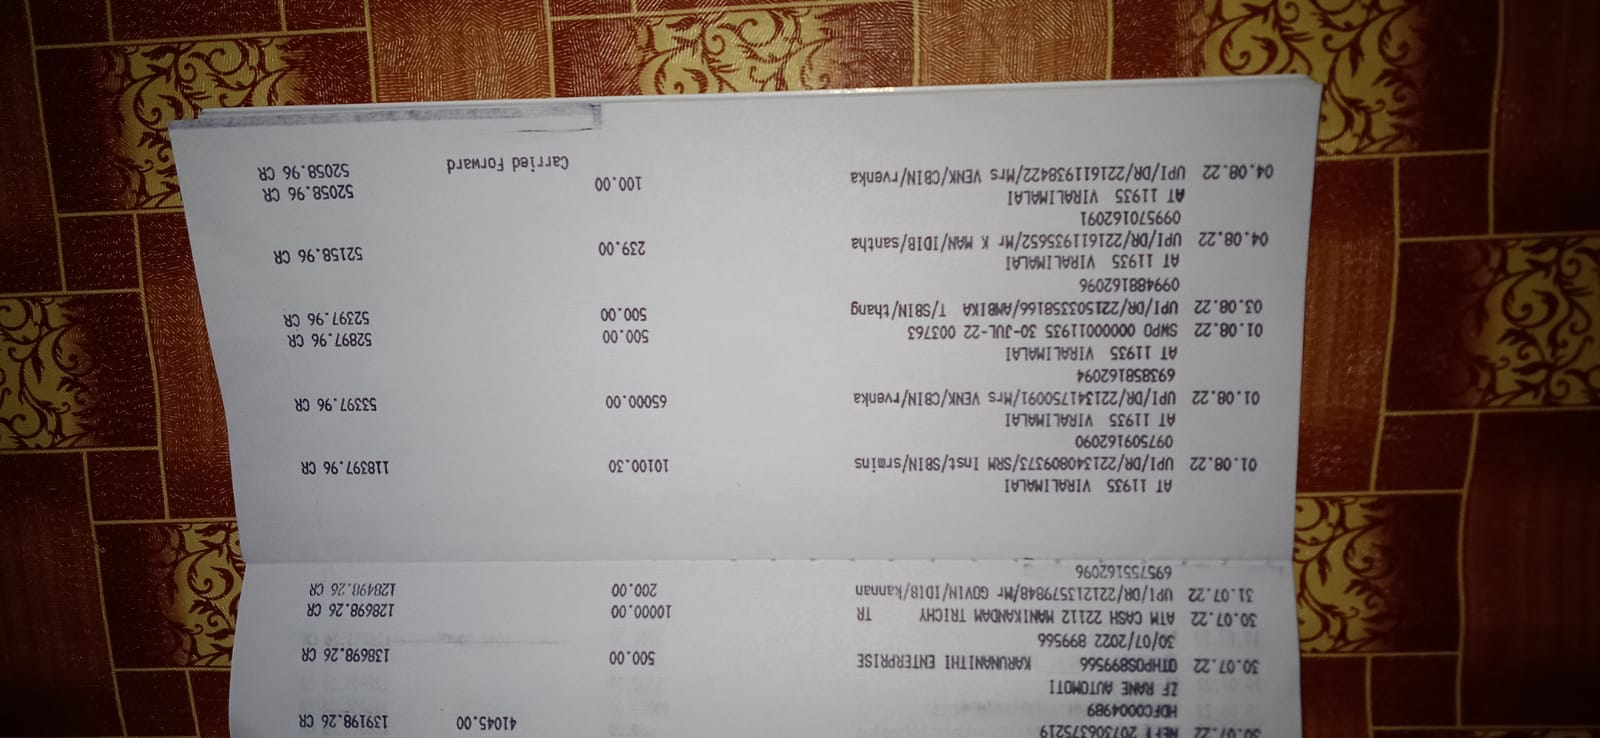 30.07.22 NEFT 207306375219 41045.00 139198.26 CR
HDFC0004989
ZF RANE AUTOMOTI
30.07.22 OTHPOS899566 KARUNANITHI ENTERPRISE 500.00 138698.26 CR
30/07/2022 899566
30.07.22 ATM CASH 22112 MANIKANDAM TRICHY TR 10000.00 128698.26 CR
31.07.22 UPI/DR/221213579848/Mr GOVIN/IDIB/kannan 200.00 128498.26 CR
695755162096
AT 11935 VIRALIMALAI
01.08.22 UPI/DR/221340809373/SRM Inst/SBIN/srmins 10100.30 118397.96 CR
097509162090
AT 11935 VIRALIMALAI
01.08.22 UPI/DR/221341750091/Mrs VENK/CBIN/rvenka 65000.00 53397.96 CR
693858162094
AT 11935 VIRALIMALAI
01.08.22 SWPO 00000011935 30-JUL-22 003763 500.00 52897.96 CR
03.08.22 UPI/DR/221503358166/AMBIKA T/SBIN/thang 500.00 52397.96 CR
099488162096
AT 11935 VIRALIMALAI
04.08.22 UPI/DR/221611935652/Mr K MAN/IDIB/santha 239.00 52158.96 CR
099570162091
AT 11935 VIRALIMALAI
04.08.22 UPI/DR/221611938422/Mrs VENK/CBIN/rvenka 100.00 52058.96 CR
Carried Forward 52058.96 CR